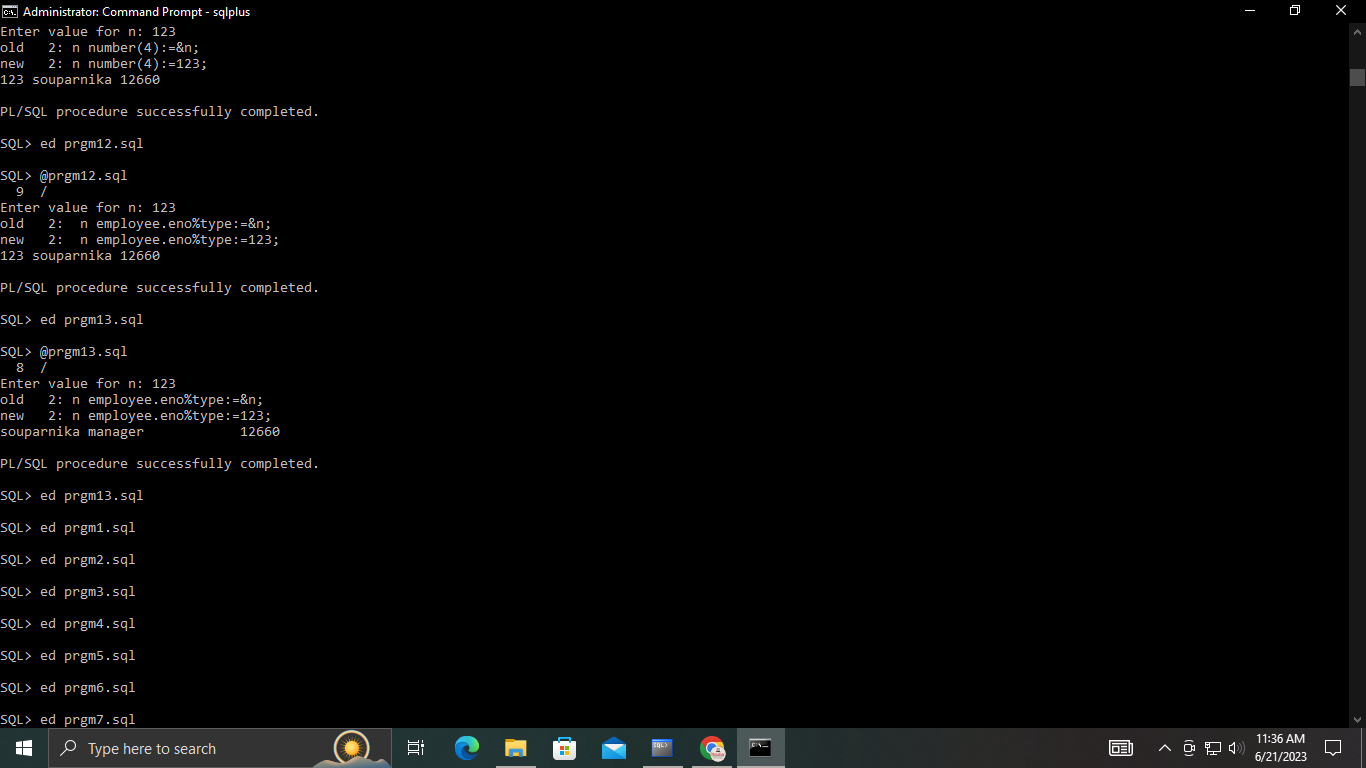 Administrator: Command Prompt - sqlplus
Enter value for n: 123
old   2: n number(4):=&n;
new   2: n number(4):=123;
123 souparnika 12660
PL/SQL procedure successfully completed.
SQL> ed prgm12.sql
SQL> @prgm12.sql
  9  /
Enter value for n: 123
old   2:  n employee.eno%type:=&n;
new   2:  n employee.eno%type:=123;
123 souparnika 12660
PL/SQL procedure successfully completed.
SQL> ed prgm13.sql
SQL> @prgm13.sql
  8  /
Enter value for n: 123
old   2: n employee.eno%type:=&n;
new   2: n employee.eno%type:=123;
souparnika manager            12660
PL/SQL procedure successfully completed.
SQL> ed prgm13.sql
SQL> ed prgm1.sql
SQL> ed prgm2.sql
SQL> ed prgm3.sql
SQL> ed prgm4.sql
SQL> ed prgm5.sql
SQL> ed prgm6.sql
SQL> ed prgm7.sql
Type here to search
11:36 AM
6/21/2023